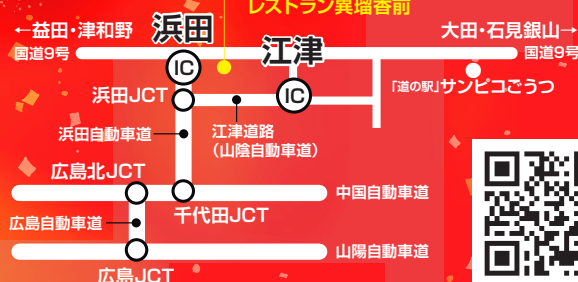 レストラン異瑠香前
←益田・津和野
浜田
大田・石見銀山→
国道9号
江津
国道9号
IC
「道の駅」サンピコごうつ
浜田JCT
IC
浜田自動車道
江津道路
(山陰自動車道)
広島北JCT
中国自動車道
千代田JCT
広島自動車道
山陽自動車道
広島JCT